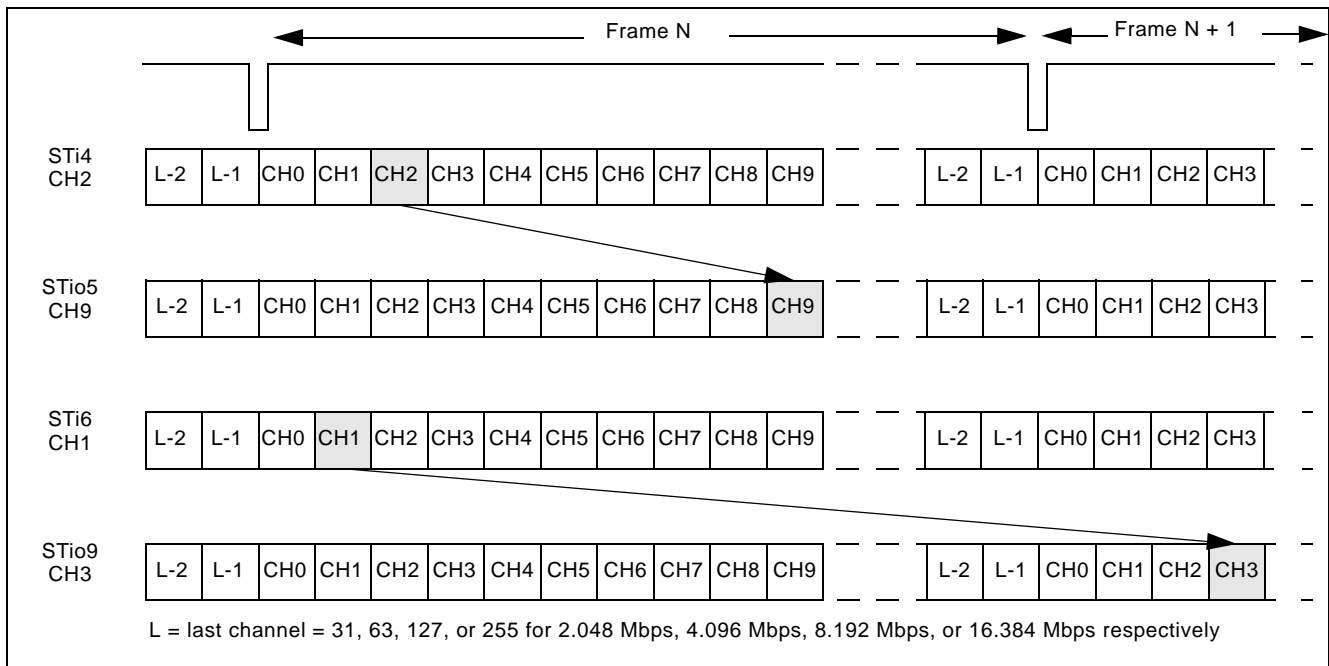 Frame N
Frame N + 1
STi4
CH2
L-2 L-1 CH0 CH1 CH2 CH3 CH4 CH5 CH6 CH7 CH8 CH9 L-2 L-1 CH0 CH1 CH2 CH3
STio5
CH9
L-2 L-1 CH0 CH1 CH2 CH3 CH4 CH5 CH6 CH7 CH8 CH9 L-2 L-1 CH0 CH1 CH2 CH3
STi6
CH1
L-2 L-1 CH0 CH1 CH2 CH3 CH4 CH5 CH6 CH7 CH8 CH9 L-2 L-1 CH0 CH1 CH2 CH3
STio9
CH3
L-2 L-1 CH0 CH1 CH2 CH3 CH4 CH5 CH6 CH7 CH8 CH9 L-2 L-1 CH0 CH1 CH2 CH3
L = last channel = 31, 63, 127, or 255 for 2.048 Mbps, 4.096 Mbps, 8.192 Mbps, or 16.384 Mbps respectively